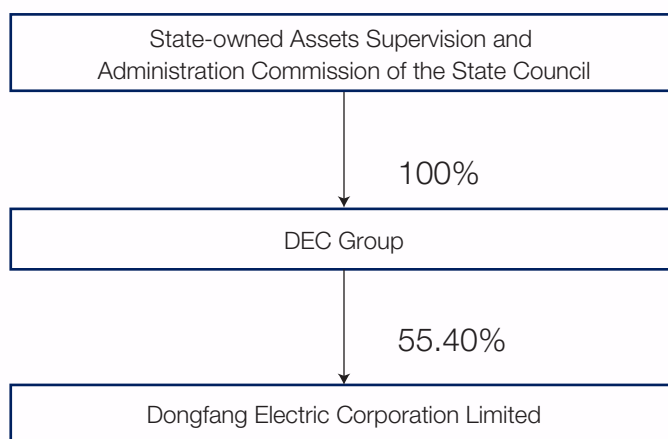 State-owned Assets Supervision and
Administration Commission of the State Council
100%
DEC Group
55.40%
Dongfang Electric Corporation Limited